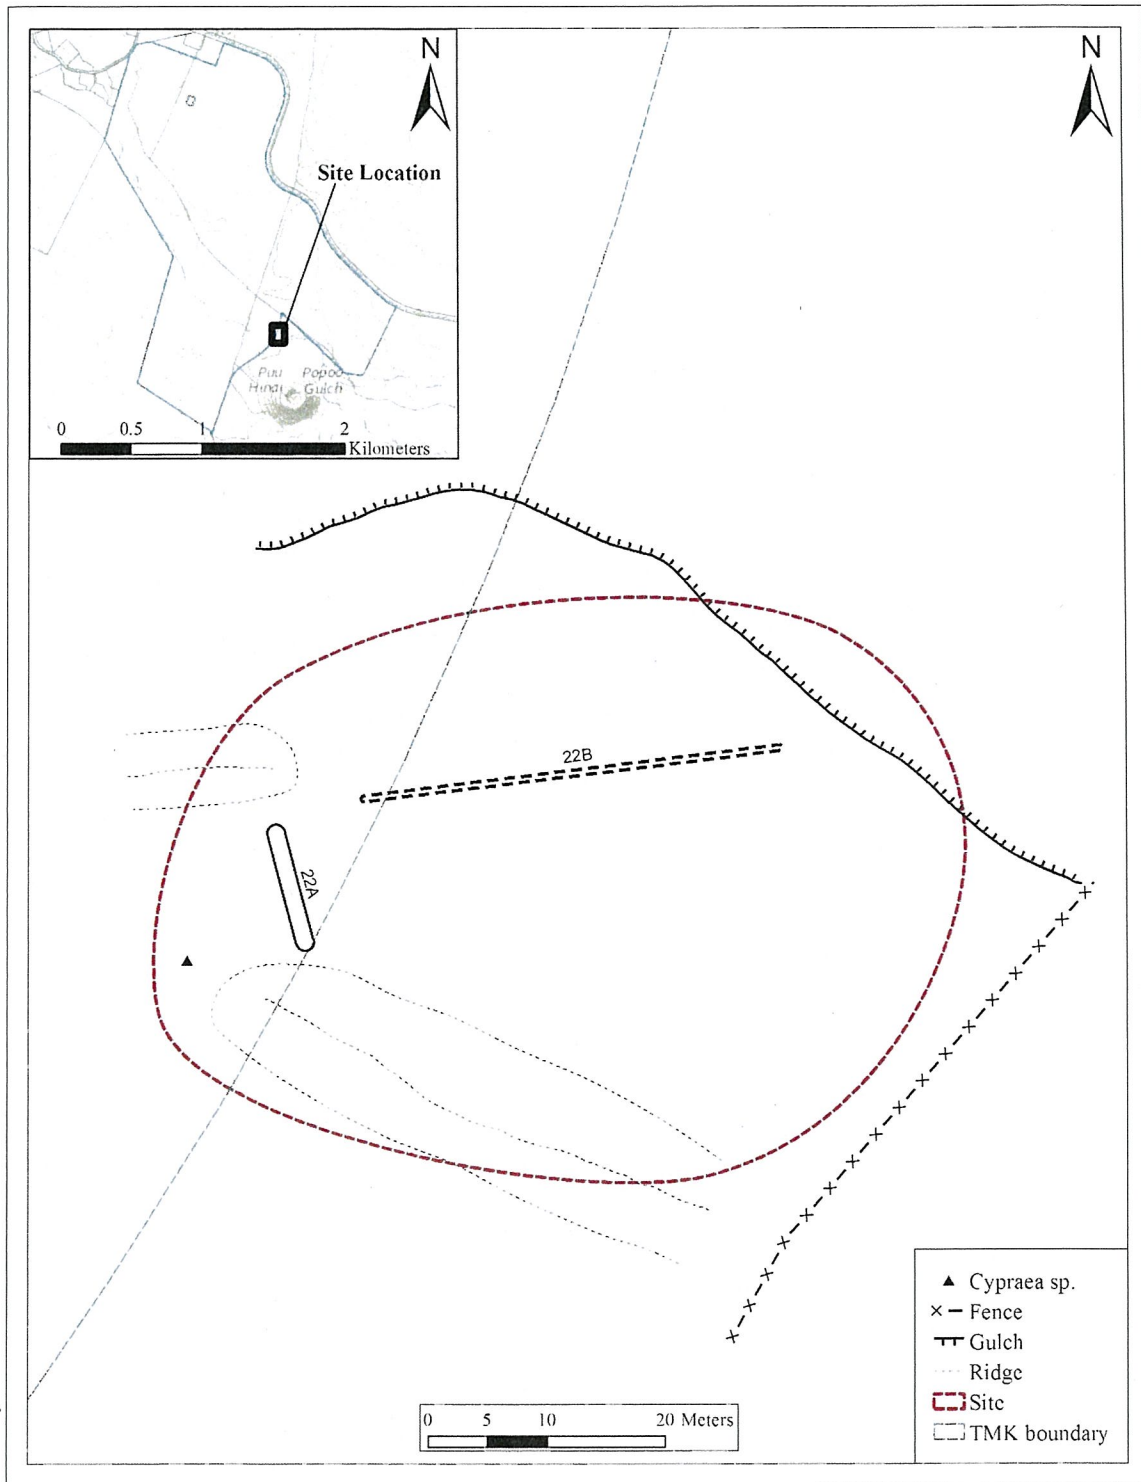 N
N
Site Location
Puu Popoo
Hinai Gulch
0 0.5 1 2
Kilometers
22B
22A
Cypraea sp.
Fence
Gulch
Ridge
Site
TMK boundary
0 5 10 20 Meters